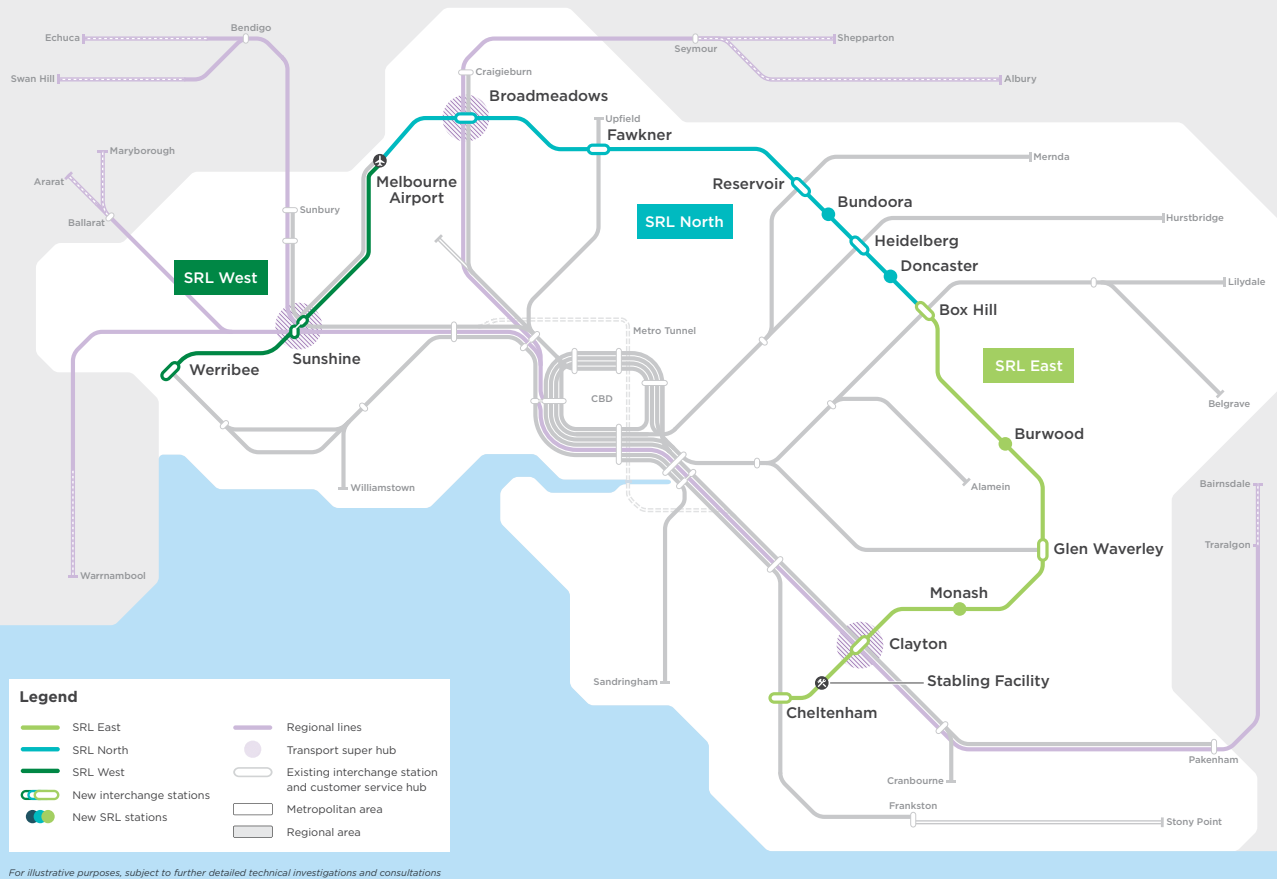 Echuca
Bendigo
Swan Hill
Seymour
Shepparton
Albury
Craigieburn
Broadmeadows
Upfield
Fawkner
Maryborough
Ararat
Ballarat
Sunbury
Melbourne
Airport
Mernda
Reservoir
Bundoora
SRL North
Hurstbridge
Heidelberg
Doncaster
SRL West
Lilydale
Box Hill
Metro Tunnel
Sunshine
Werribee
SRL East
CBD
Belgrave
Burwood
Williamstown
Alamein
Bairnsdale
Glen Waverley
Traralgon
Warrnambool
Monash
Clayton
Sandringham
Stabling Facility
Cheltenham
Pakenham
Cranbourne
Frankston
Stony Point
Legend
SRL East
SRL North
SRL West
New interchange stations
New SRL stations
Regional lines
Transport super hub
Existing interchange station
and customer service hub
Metropolitan area
Regional area
For illustrative purposes, subject to further detailed technical investigations and consultations